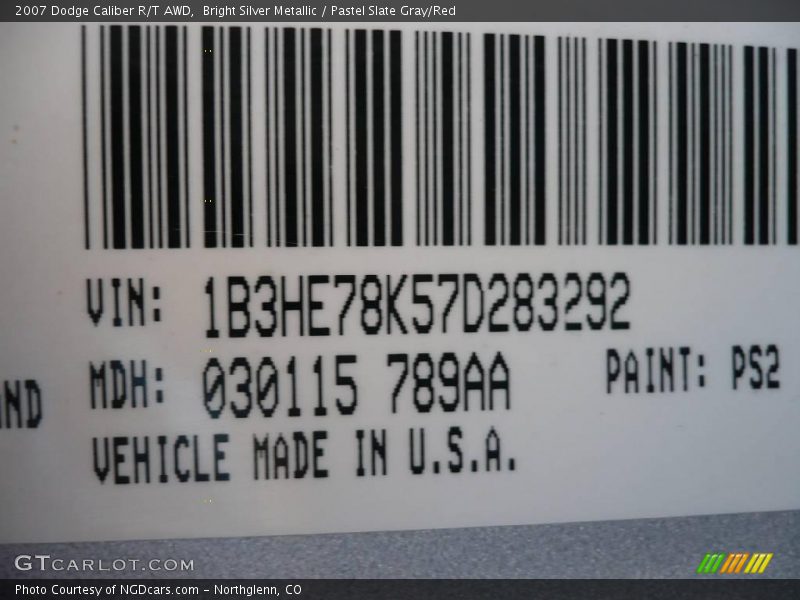 2007 Dodge Caliber R/T AWD,  Bright Silver Metallic / Pastel Slate Gray/Red
VIN: 1B3HE78K57D283292
MDH: 030115 789AA PAINT: PS2
AND
VEHICLE MADE IN U.S.A.
GTCARLOT.COM
Photo Courtesy of NGDcars.com – Northglenn, CO